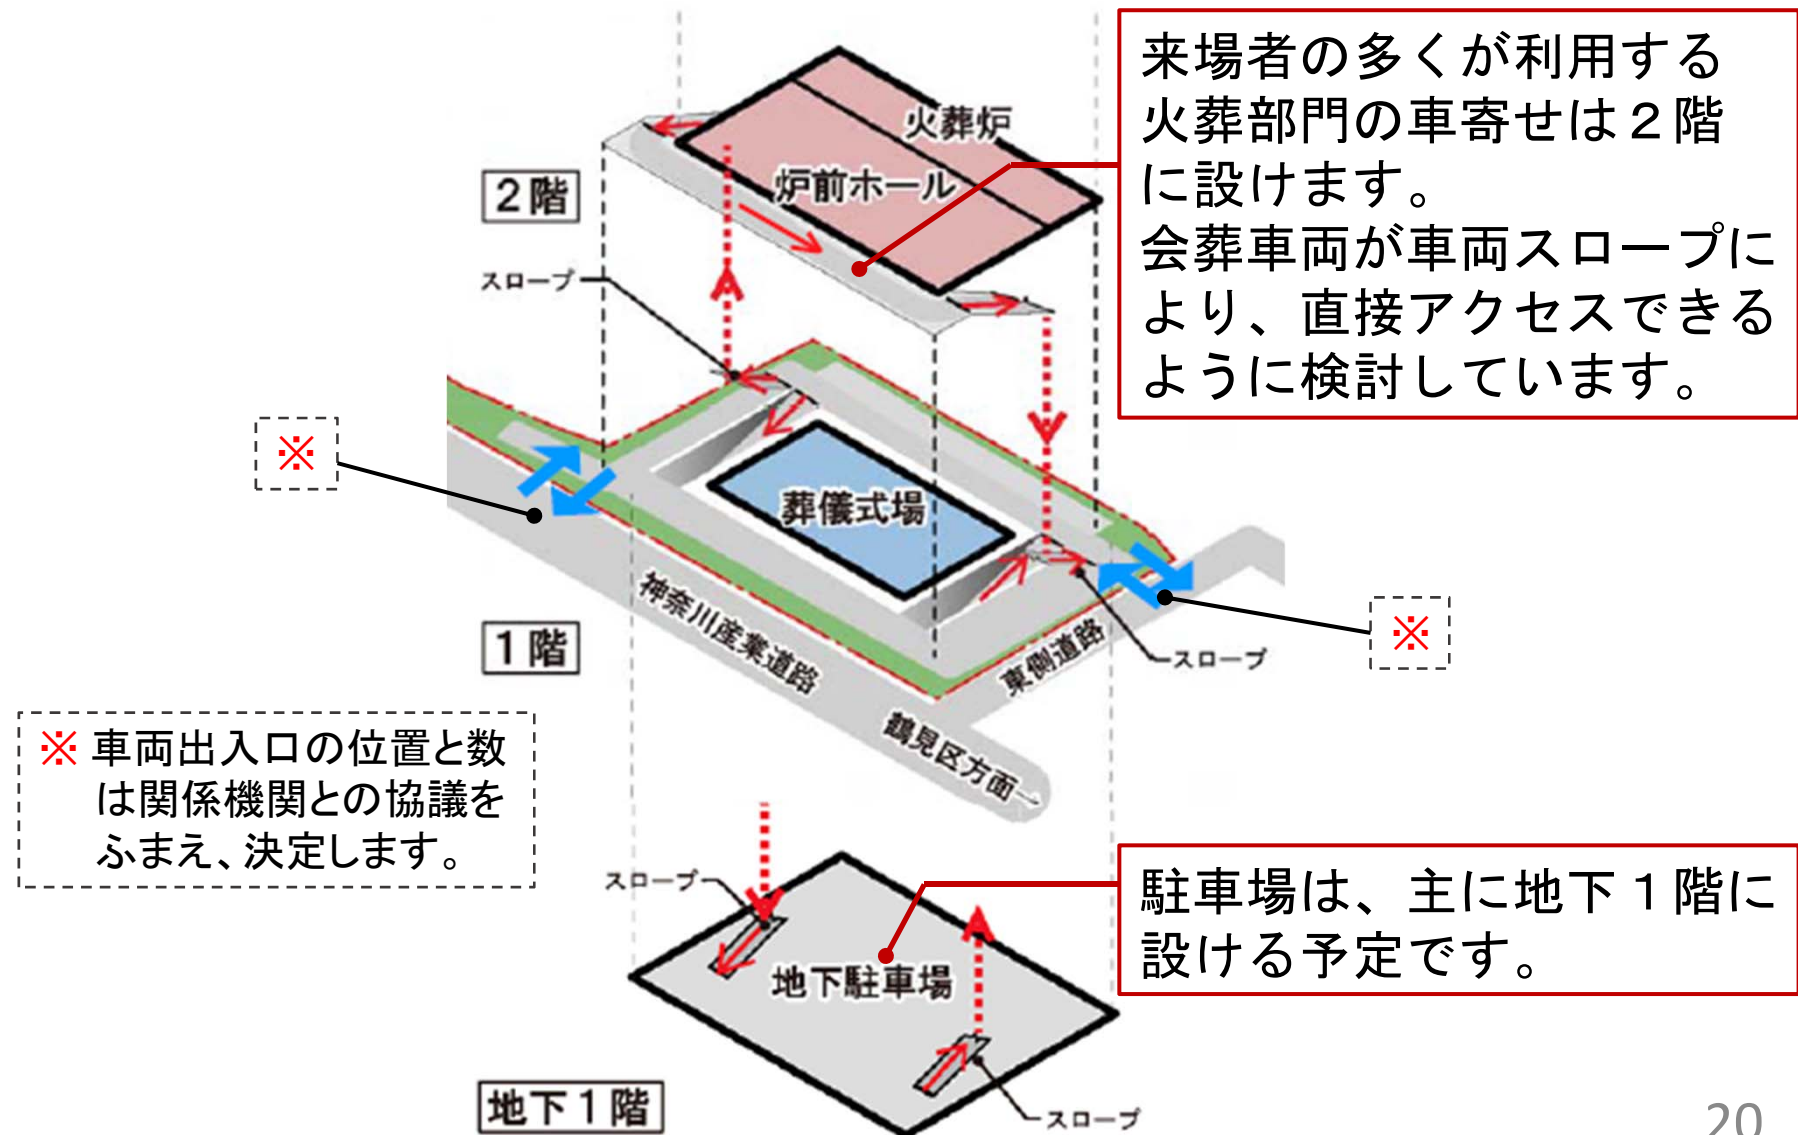 来場者の多くが利用する
火葬部門の車寄せは２階
に設けます。
会葬車両が車両スロープに
より、直接アクセスできる
ように検討しています。
火葬炉
炉前ホール
２階
スロープ
※
葬儀式場
神奈川産業道路
１階
東側道路
スロープ
※
鶴見区方面→
※ 車両出入口の位置と数
は関係機関との協議を
ふまえ、決定します。
スロープ
駐車場は、主に地下１階に
設ける予定です。
地下駐車場
地下１階
スロープ
20